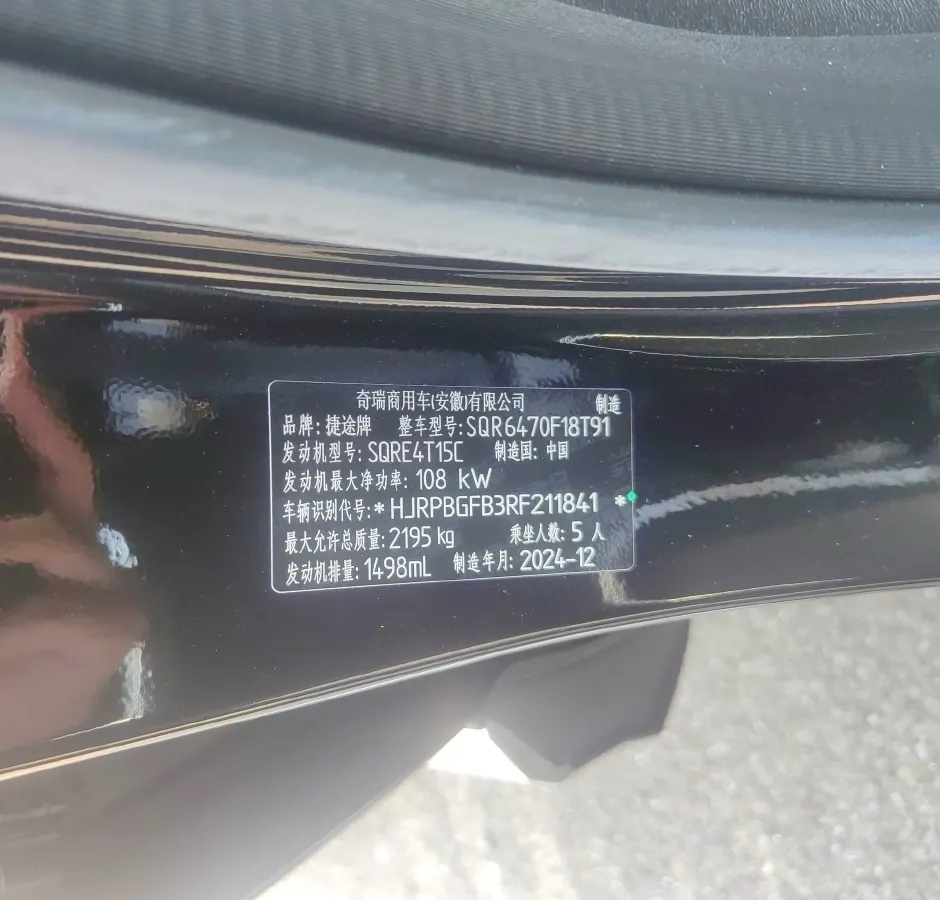 奇瑞商用车(安徽)有限公司 制造
品牌: 捷途牌 整车型号: SQR6470F18T91
发动机型号: SQRE4T15C 制造国: 中国
发动机最大净功率: 108 kW
车辆识别代号: *HJRPBGFB3RF211841*
最大允许总质量: 2195 kg 乘坐人数: 5 人
发动机排量: 1498mL 制造年月: 2024-12